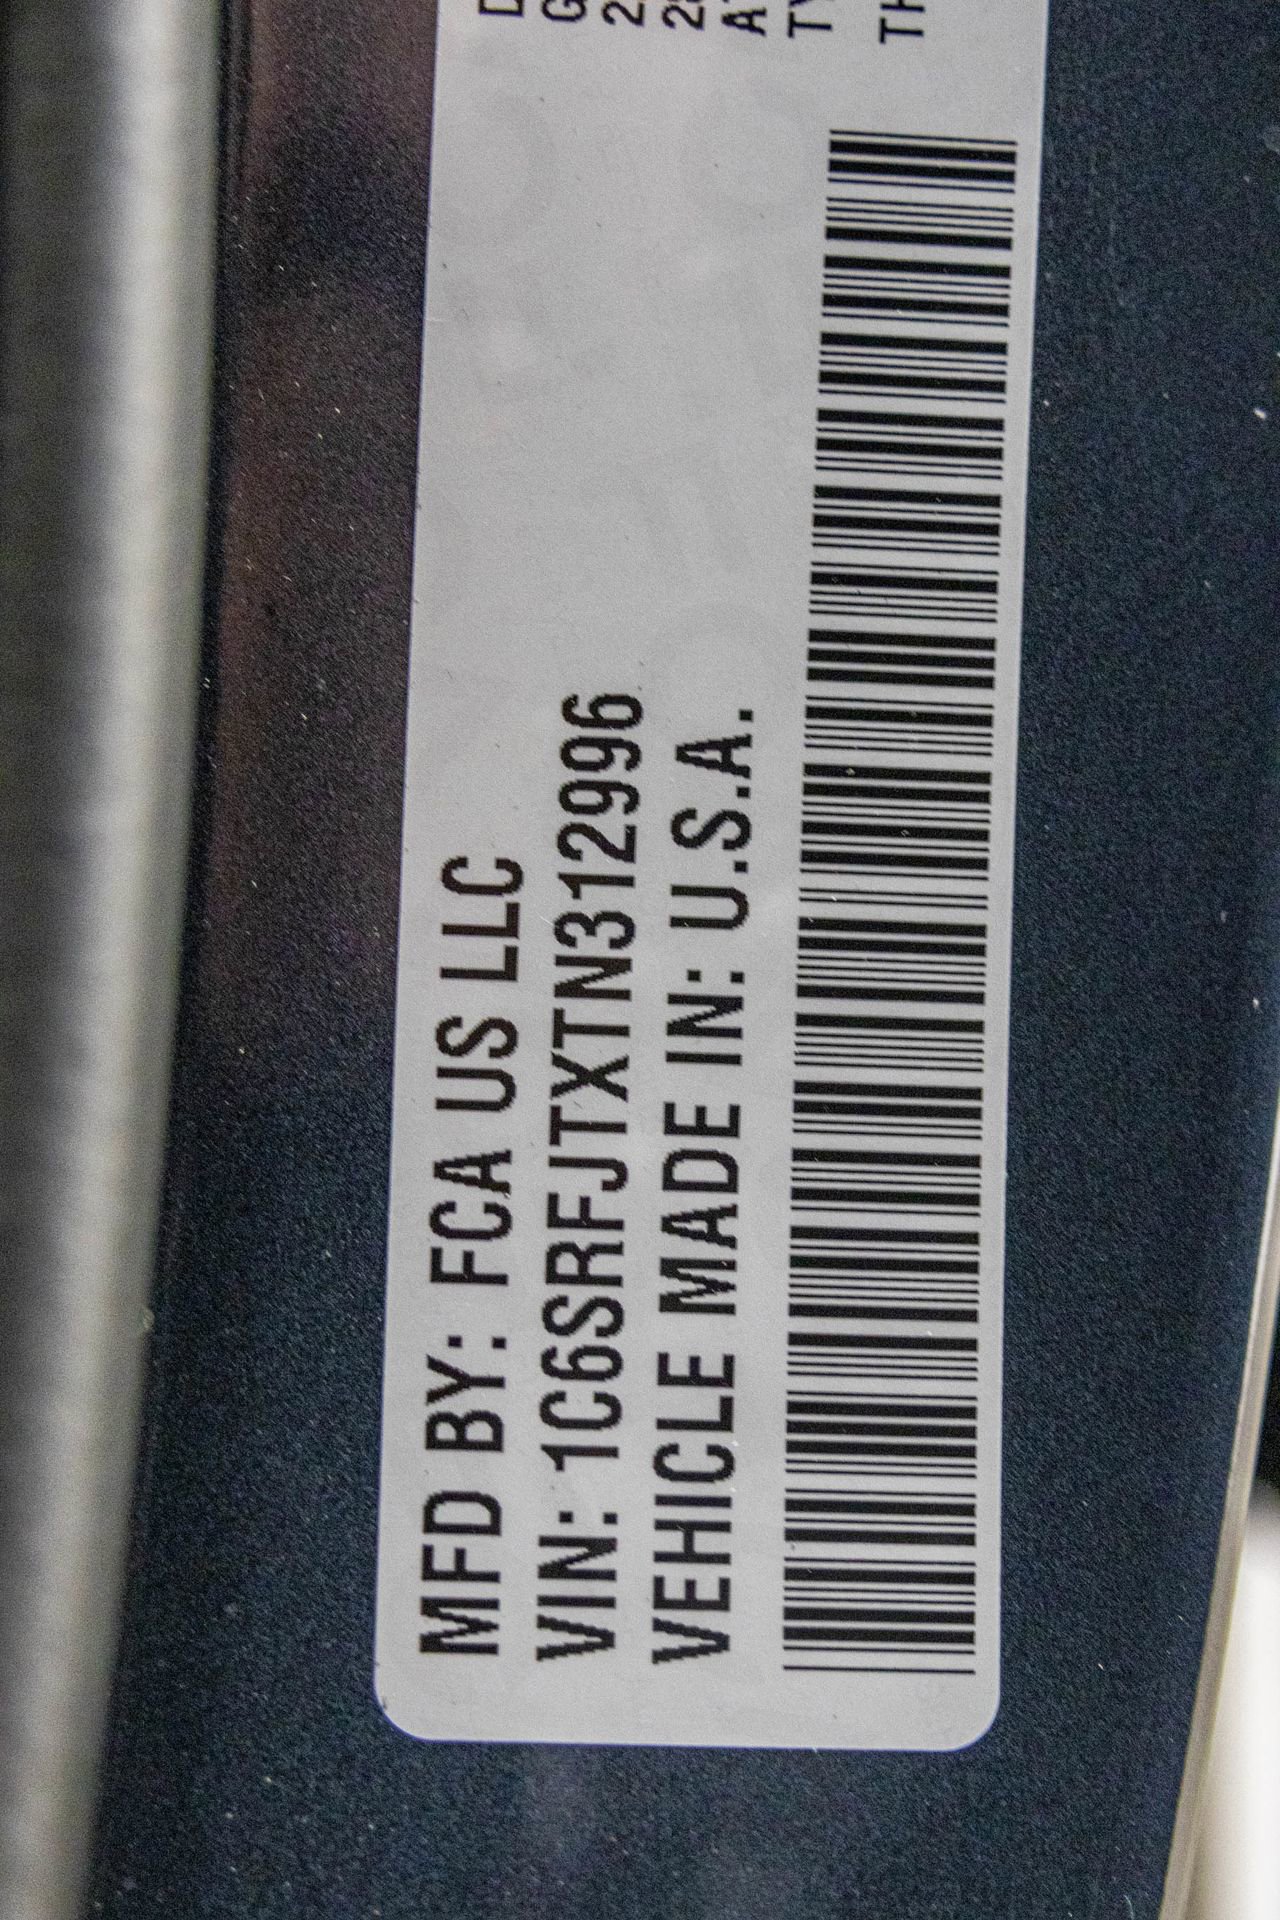 MFD BY: FCA US LLC
VIN: 1C6SRFJTXTN312996
VEHICLE MADE IN: U.S.A.